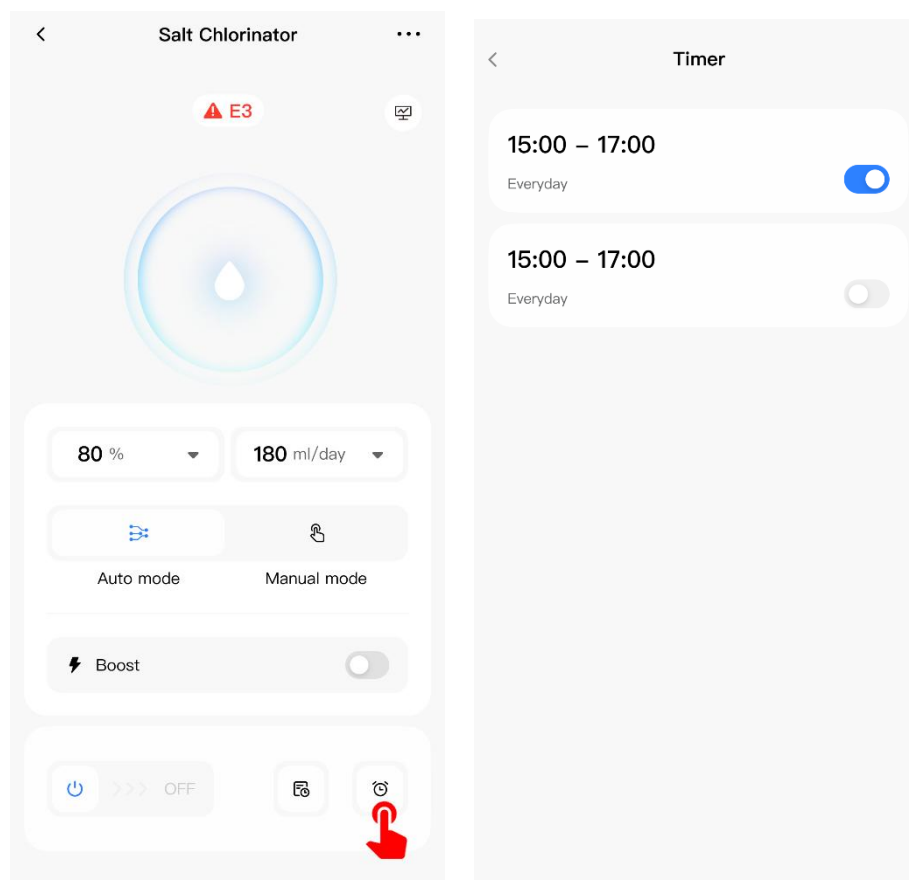 Salt Chlorinator
E3
80 %
180 ml/day
Auto mode
Manual mode
Boost
OFF
Timer
15:00 – 17:00
Everyday
15:00 – 17:00
Everyday